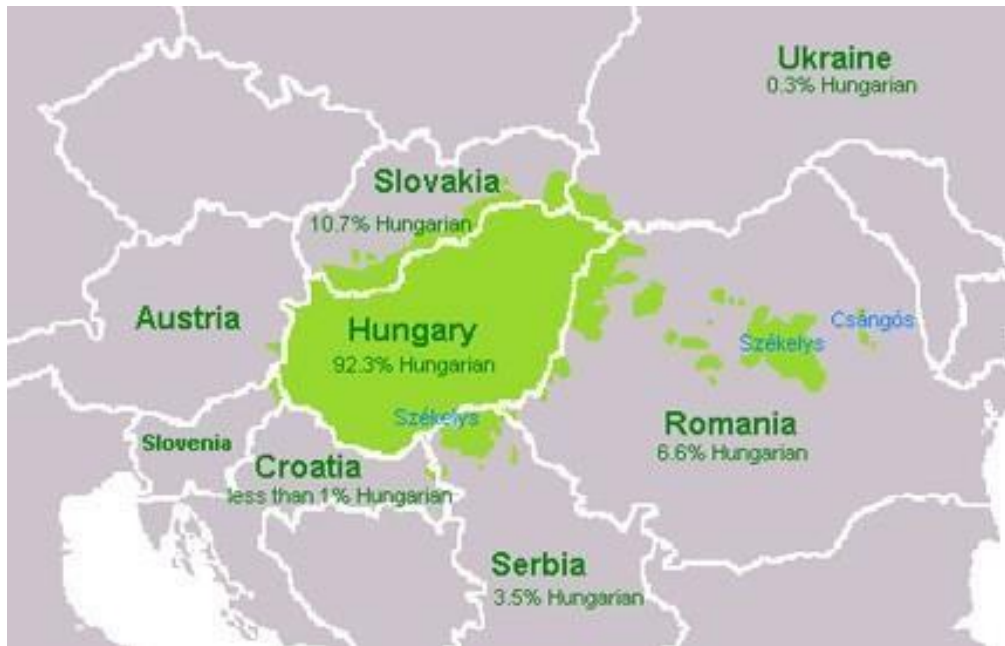 Ukraine
0.3% Hungarian
Slovakia
10.7% Hungarian
Austria
Hungary
92.3% Hungarian
Csángós
Székelys
Székelys
Romania
6.6% Hungarian
Slovenia
Croatia
less than 1% Hungarian
Serbia
3.5% Hungarian